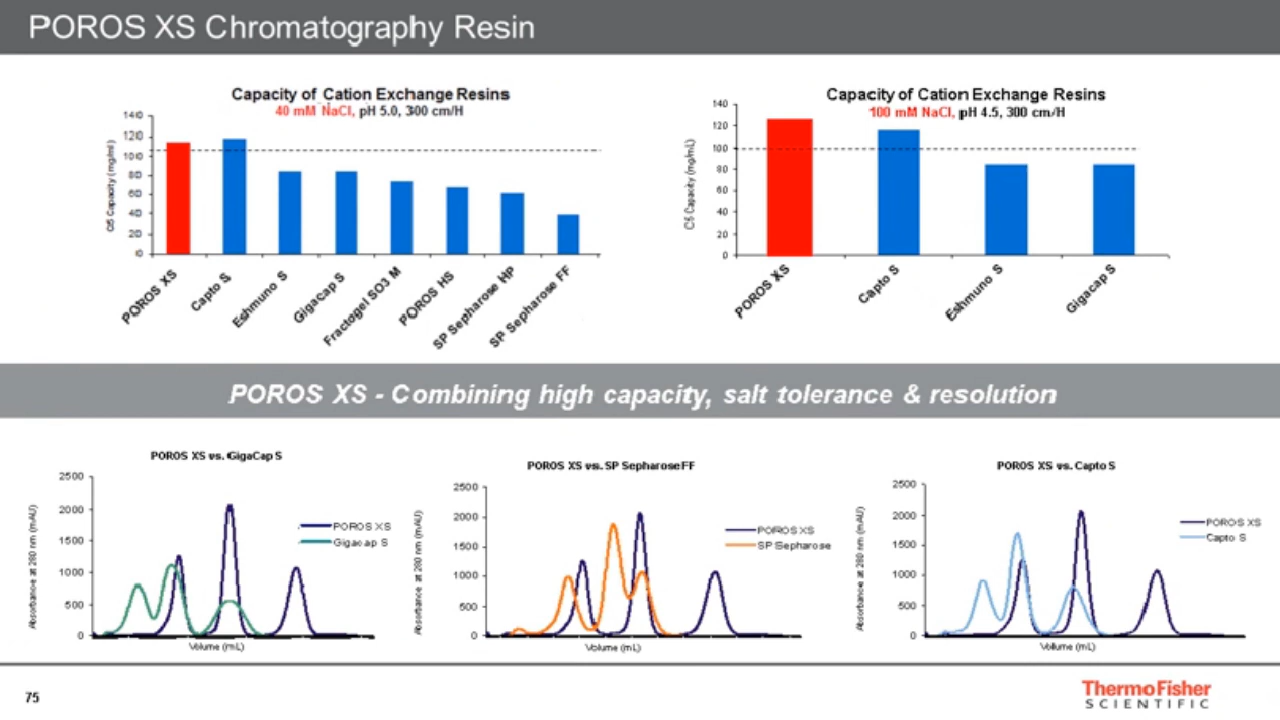 POROS XS Chromatography Resin
Capacity of Cation Exchange Resins
40 mM NaCl, pH 5.0, 300 cm/H
140
120
100
80
60
40
20
0
Q5 Capacity (mg/ml)
POROS XS
Capto S
Eshmuno S
Gigacap S
Fractogel SO3 M
POROS HS
SP Sepharose HP
SP Sepharose FF
Capacity of Cation Exchange Resins
100 mM NaCl, pH 4.5, 300 cm/H
140
120
100
80
60
40
20
0
Capacity (mg/mL)
POROS XS
Capto S
Eshmuno S
Gigacap S
POROS XS - Combining high capacity, salt tolerance & resolution
POROS XS vs. GigaCap S
2500
2000
1500
1000
500
0
Absorbance at 280 nm (mAU)
Volume (mL)
POROS XS
Gigacap S
POROS XS vs. SP Sepharose FF
2500
2000
1500
1000
500
0
Absorbance at 280 nm (mAU)
Volume (mL)
POROS XS
SP Sepharose
POROS XS vs. Capto S
2500
2000
1500
1000
500
0
Absorbance at 280 nm (mAU)
Volume (mL)
POROS XS
Capto S
75
ThermoFisher
SCIENTIFIC